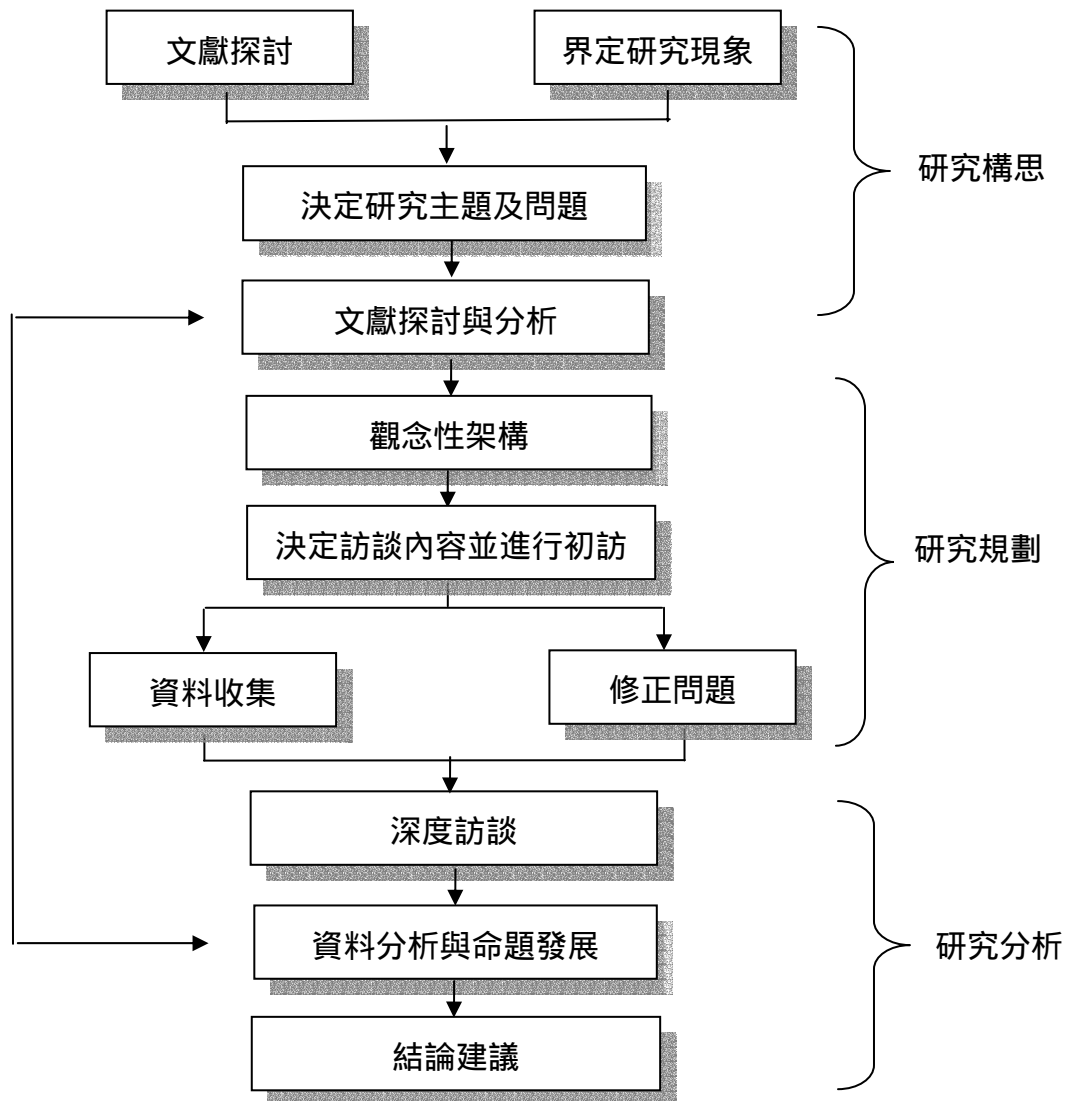 文獻探討
界定研究現象
研究構思
決定研究主題及問題
文獻探討與分析
觀念性架構
決定訪談內容並進行初訪
研究規劃
資料收集
修正問題
深度訪談
資料分析與命題發展
研究分析
結論建議